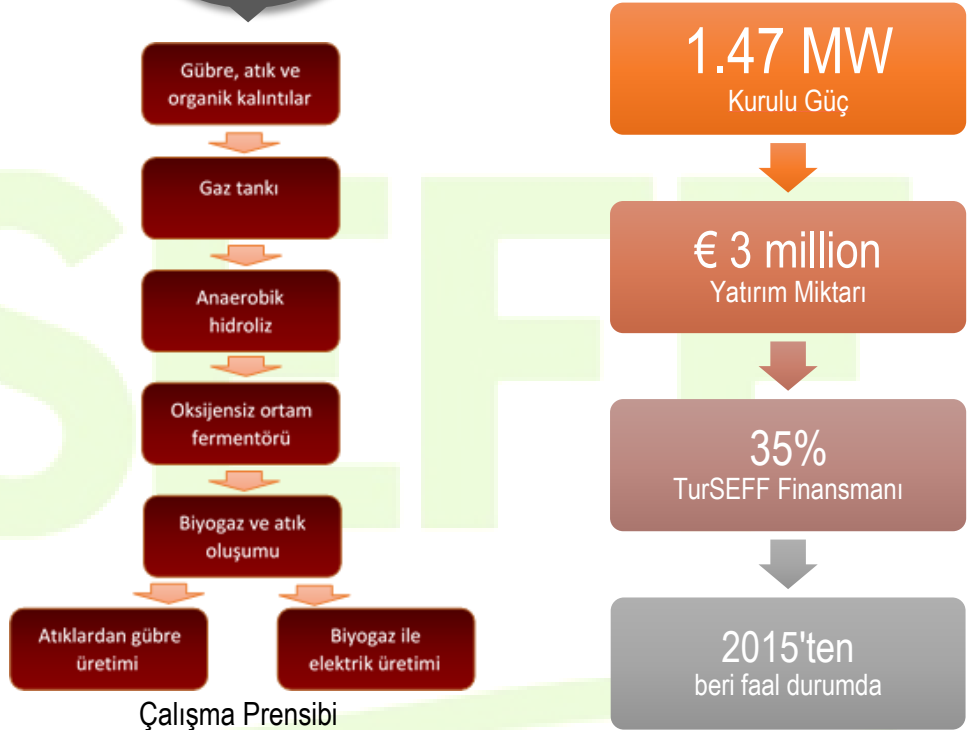 Gübre, atık ve
organik kalıntılar
Gaz tankı
Anaerobik
hidroliz
Oksijensiz ortam
fermentörü
Biyogaz ve atık
oluşumu
Atıklardan gübre
üretimi
Biyogaz ile
elektrik üretimi
Çalışma Prensibi
1.47 MW
Kurulu Güç
€ 3 million
Yatırım Miktarı
35%
TurSEFF Finansmanı
2015'ten
beri faal durumda
SEFF